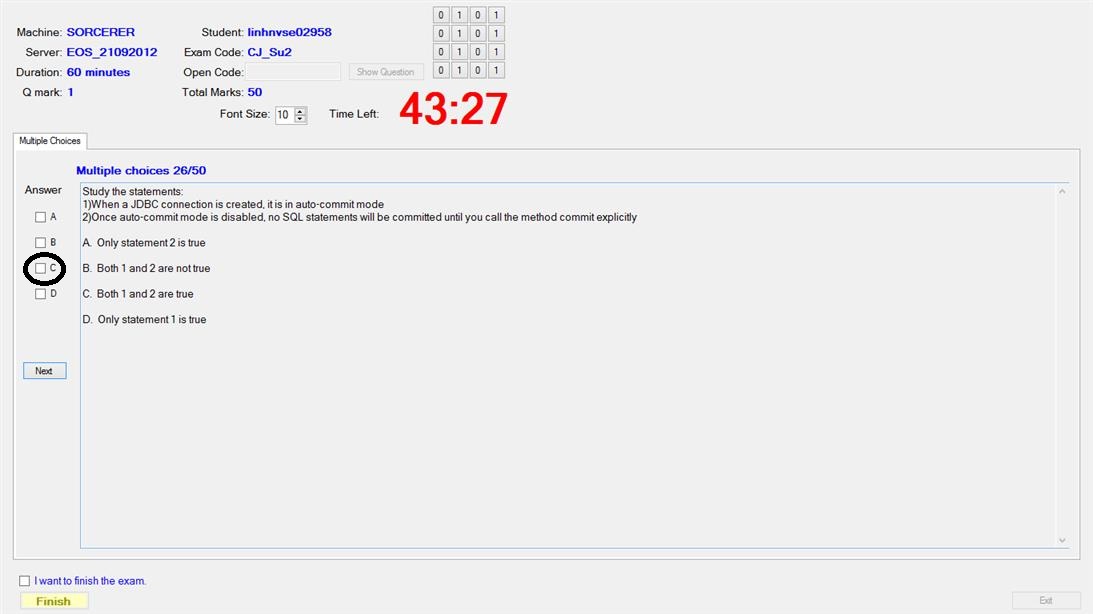 0 1 0 1
Machine: SORCERER Student: linhnvse02958 0 1 0 1
Server: EOS_21092012 Exam Code: CJ_Su2 0 1 0 1
Duration: 60 minutes Open Code: Show Question 0 1 0 1
Q mark: 1 Total Marks: 50
Font Size: 10 Time Left: 43:27
Multiple Choices
Multiple choices 26/50
Answer
Study the statements:
1)When a JDBC connection is created, it is in auto-commit mode
2)Once auto-commit mode is disabled, no SQL statements will be committed until you call the method commit explicitly
A
B
C
D
A. Only statement 2 is true
B. Both 1 and 2 are not true
C. Both 1 and 2 are true
D. Only statement 1 is true
Next
I want to finish the exam.
Finish Exit